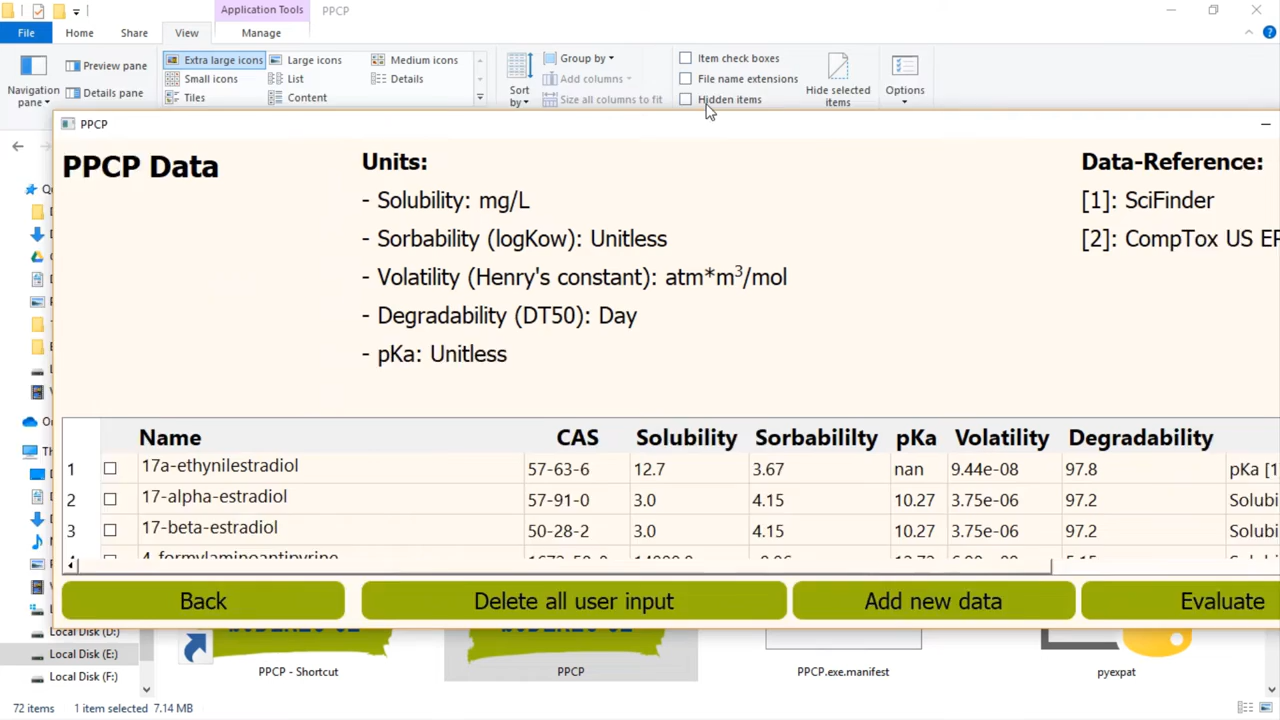 Application Tools
PPCP
File
Home
Share
View
Manage
Navigation pane
Preview pane
Details pane
Extra large icons
Large icons
Medium icons
Small icons
List
Details
Tiles
Content
Sort by
Group by
Add columns
Size all columns to fit
Item check boxes
File name extensions
Hidden items
Hide selected items
Options
PPCP
PPCP Data
Units:
- Solubility: mg/L
- Sorbability (logKow): Unitless
- Volatility (Henry's constant): atm*m³/mol
- Degradability (DT50): Day
- pKa: Unitless
Data-Reference:
[1]: SciFinder
[2]: CompTox US EP
Name CAS Solubility Sorbabililty pKa Volatility Degradability
1 17a-ethynilestradiol 57-63-6 12.7 3.67 nan 9.44e-08 97.8 pKa [1
2 17-alpha-estradiol 57-91-0 3.0 4.15 10.27 3.75e-06 97.2 Solubi
3 17-beta-estradiol 50-28-2 3.0 4.15 10.27 3.75e-06 97.2 Solubi
4-formylaminoantipyrine
Back
Delete all user input
Add new data
Evaluate
Local Disk (D:)
Local Disk (E:)
Local Disk (F:)
PPCP - Shortcut
PPCP
PPCP.exe.manifest
pyexpat
72 items 1 item selected 7.14 MB